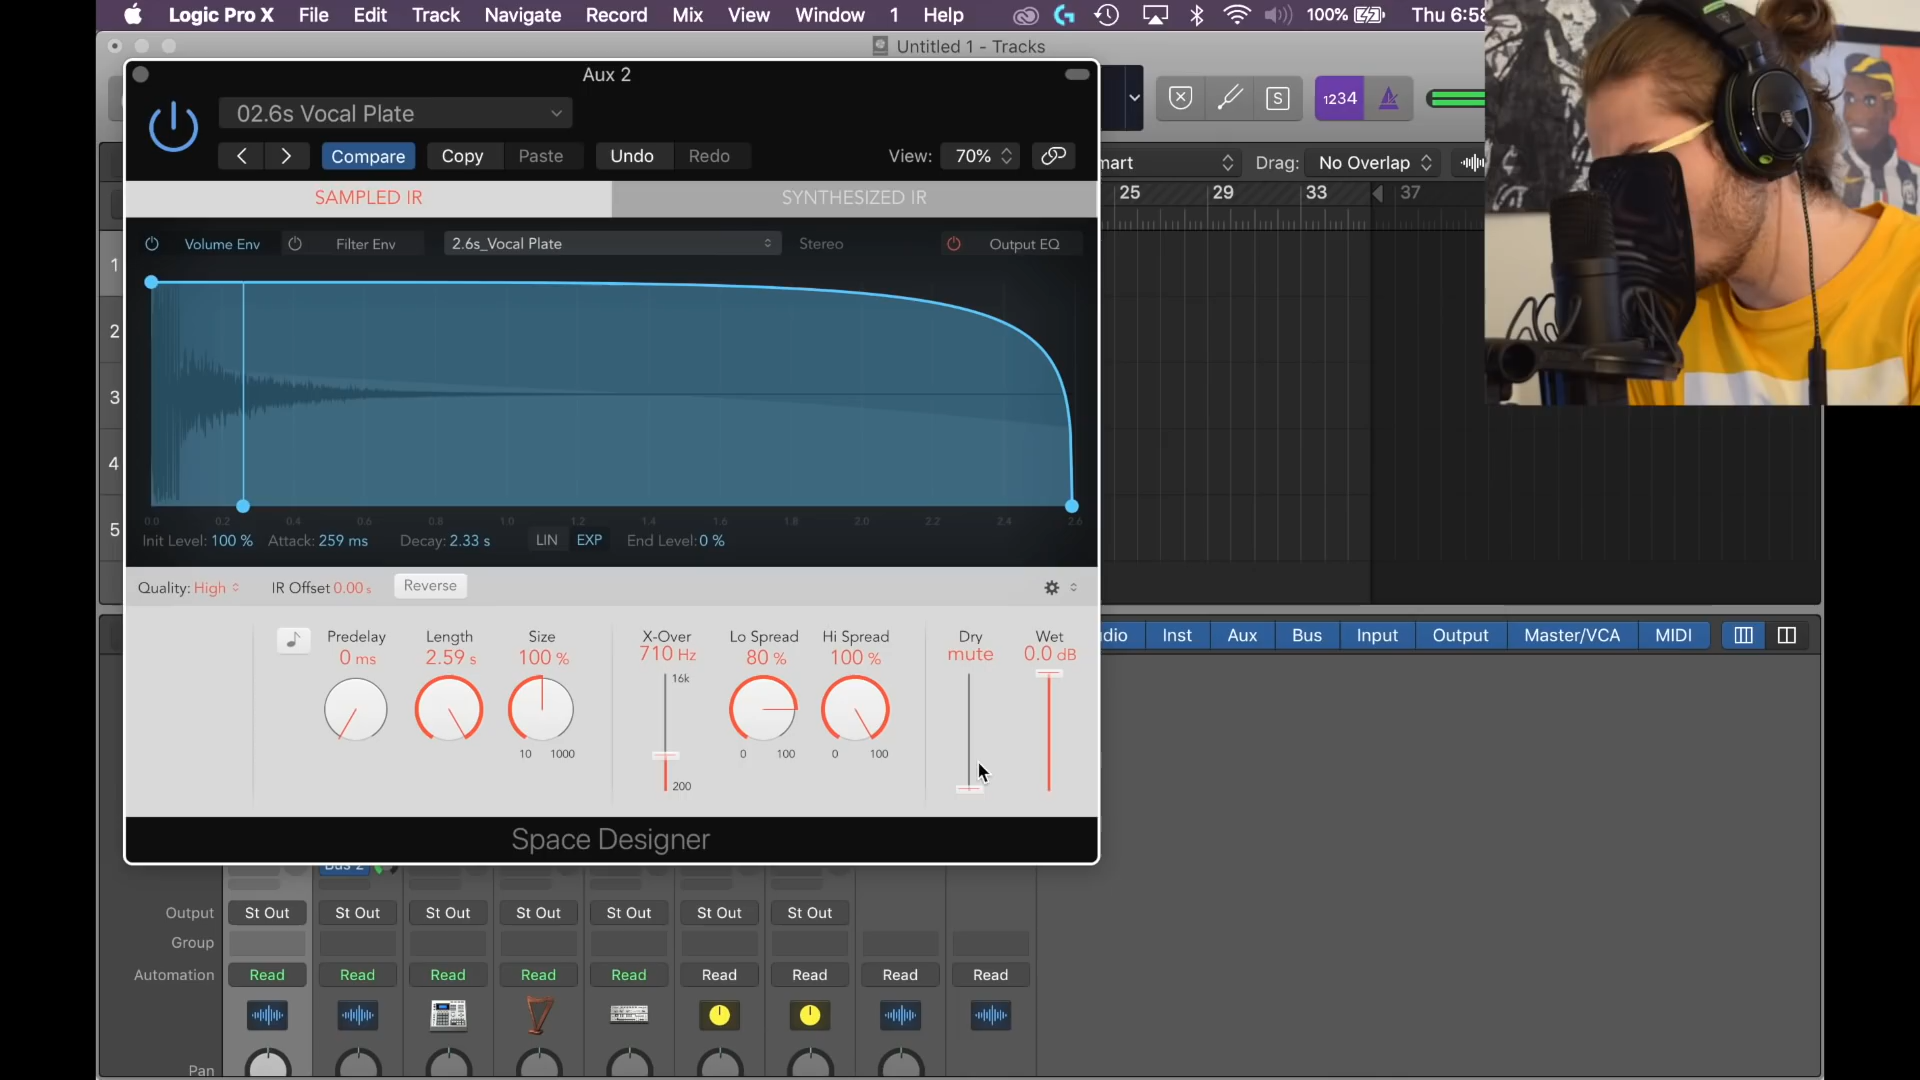 Logic Pro X File Edit Track Navigate Record Mix View Window 1 Help 100% Thu 6:58
Untitled 1 - Tracks
Aux 2
02.6s Vocal Plate
1234
Compare Copy Paste Undo Redo View: 70%
Drag: No Overlap
SAMPLED IR SYNTHESIZED IR
25 29 33 37
Volume Env Filter Env 2.6s_Vocal Plate Stereo Output EQ
1
2
3
4
5
0.0 0.2 0.4 0.6 0.8 1.0 1.2 1.4 1.6 1.8 2.0 2.2 2.4 2.6
Init Level: 100 % Attack: 259 ms Decay: 2.33 s LIN EXP End Level: 0 %
Quality: High IR Offset 0.00 s Reverse
Predelay Length Size X-Over Lo Spread Hi Spread Dry Wet
0 ms 2.59 s 100 % 710 Hz 80 % 100 % mute 0.0 dB
Inst Aux Bus Input Output Master/VCA MIDI
16k
10 1000 0 100 0 100
200
Space Designer
Output St Out St Out St Out St Out St Out St Out St Out
Group
Automation Read Read Read Read Read Read Read Read Read
Pan